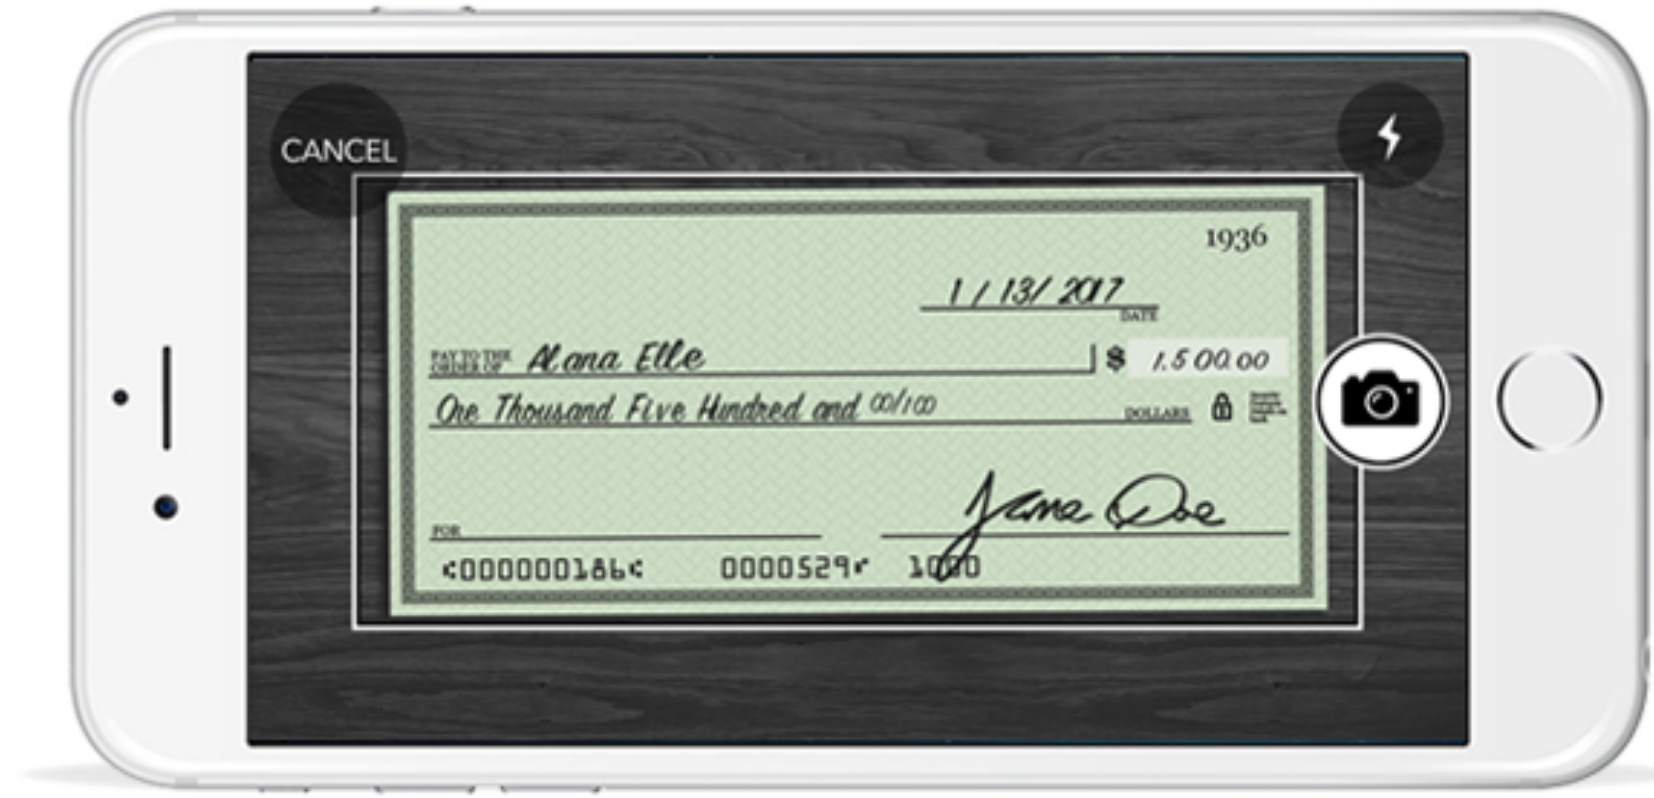 CANCEL
1936
1 / 13 / 2017
DATE
PAY TO THE
ORDER OF Alana Elle $ 1,500.00
One Thousand Five Hundred and 00/100 DOLLARS
Jane Doe
FOR
⑆000000186⑆ 0000529⑈ 1000